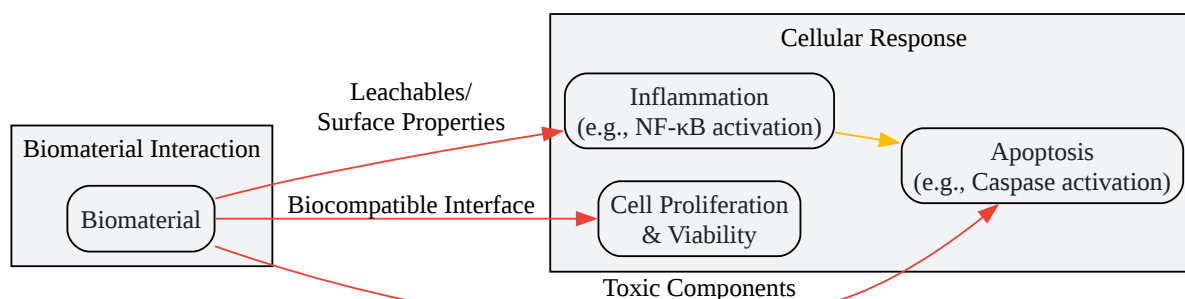 Cellular Response
Leachables/
Surface Properties
Inflammation
(e.g., NF-κB activation)
Biomaterial Interaction
Apoptosis
(e.g., Caspase activation)
Biomaterial
Biocompatible Interface
Cell Proliferation
& Viability
Toxic Components